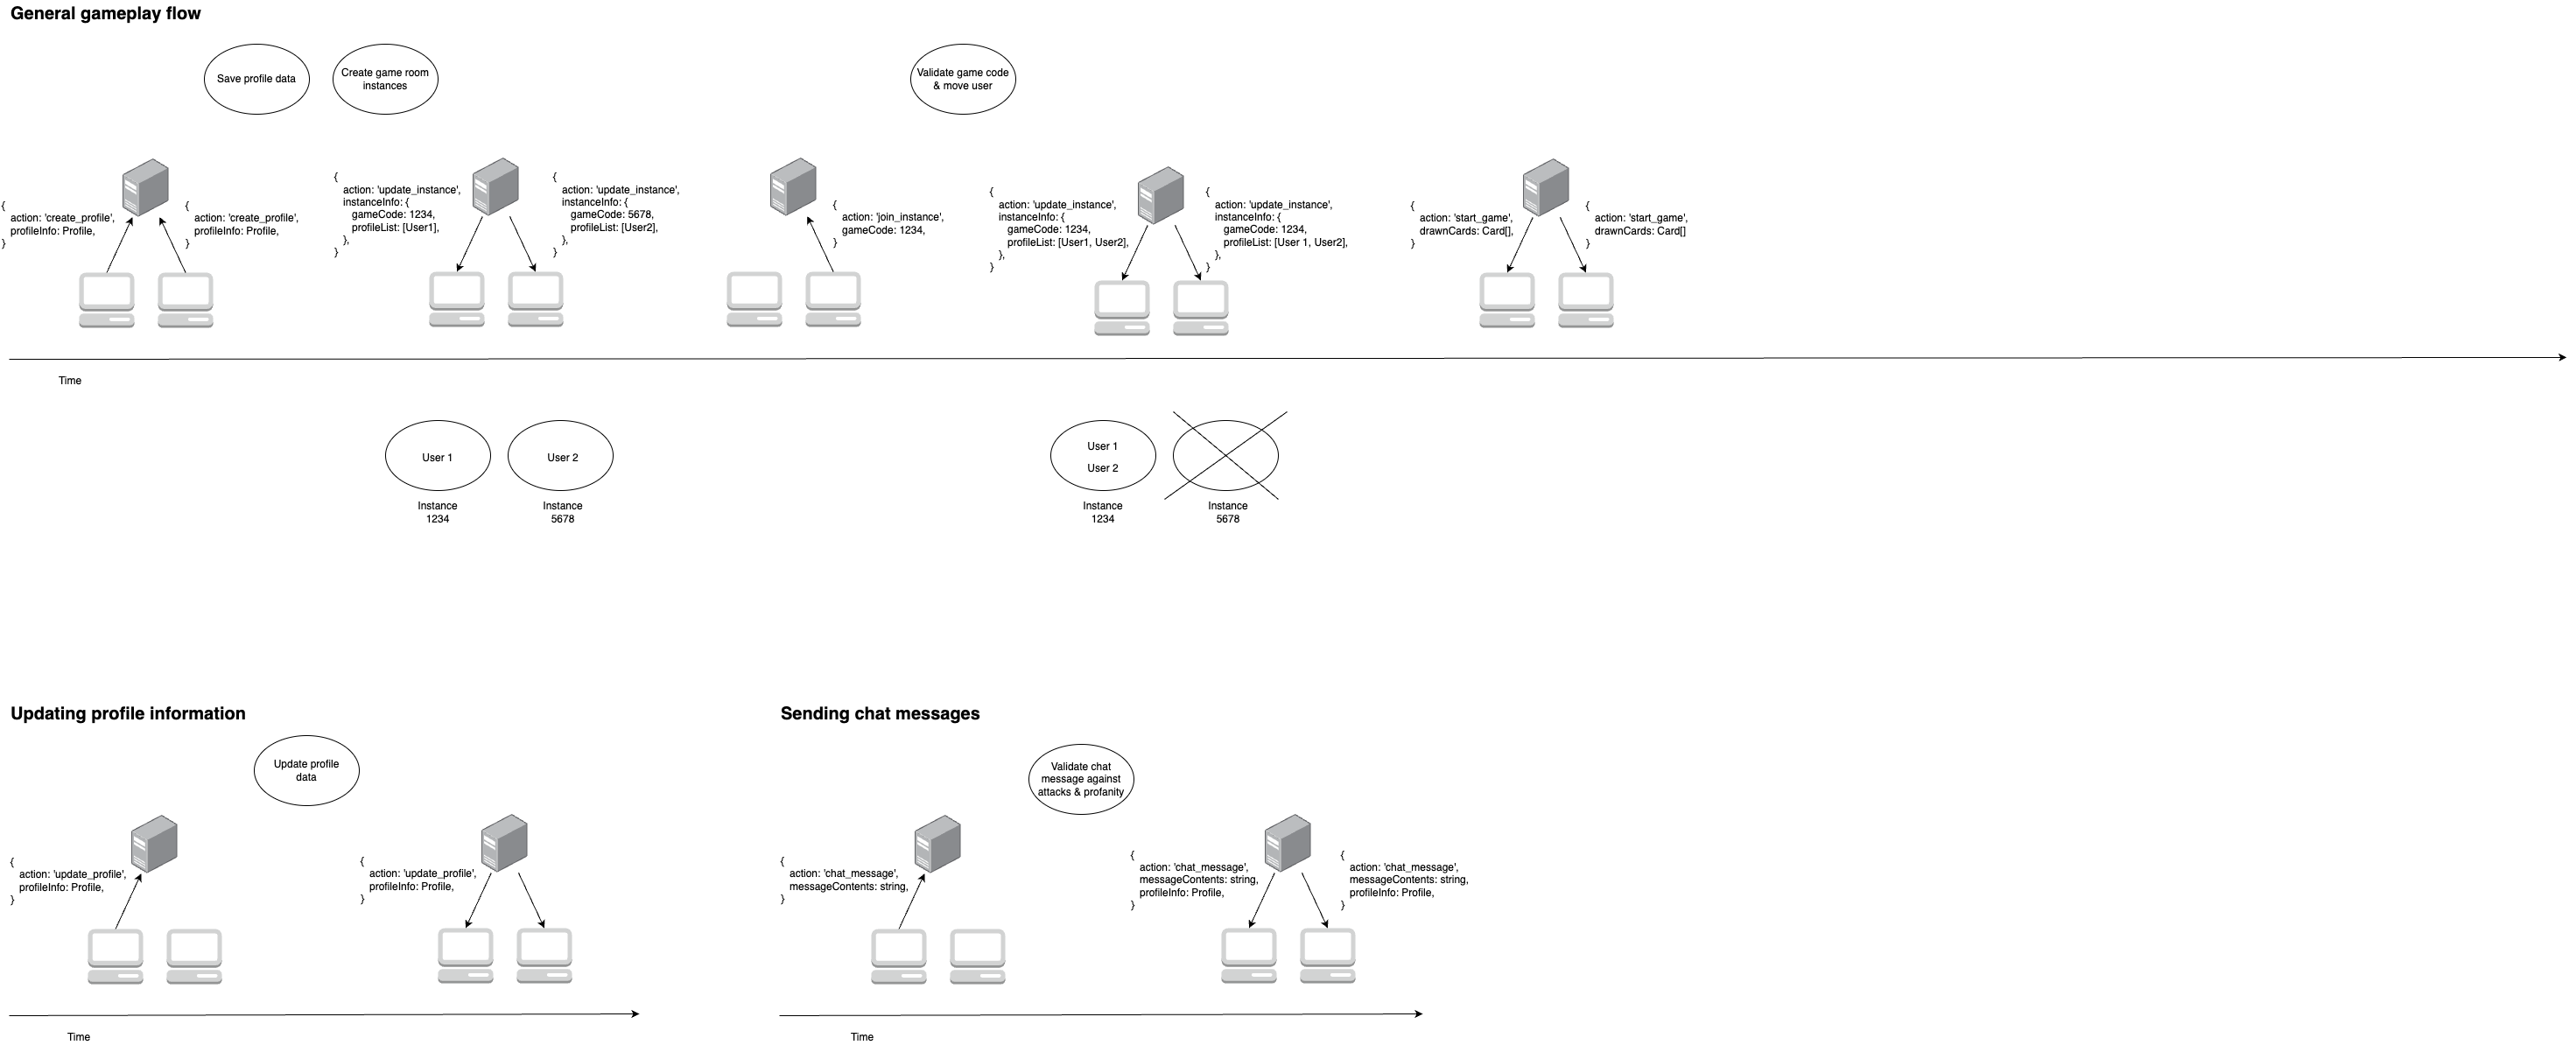 General gameplay flow
Save profile data
Create game room
instances
Validate game code
& move user
{
action: 'create_profile',
profileInfo: Profile,
}
{
action: 'create_profile',
profileInfo: Profile,
}
{
action: 'update_instance',
instanceInfo: {
gameCode: 1234,
profileList: [User1],
},
}
{
action: 'update_instance',
instanceInfo: {
gameCode: 5678,
profileList: [User2],
},
}
{
action: 'join_instance',
gameCode: 1234,
}
{
action: 'update_instance',
instanceInfo: {
gameCode: 1234,
profileList: [User1, User2],
},
}
{
action: 'update_instance',
instanceInfo: {
gameCode: 1234,
profileList: [User 1, User2],
},
}
{
action: 'start_game',
drawnCards: Card[],
}
{
action: 'start_game',
drawnCards: Card[]
}
Time
User 1
Instance
1234
User 2
Instance
5678
User 1
User 2
Instance
1234
Instance
5678
Updating profile information
Update profile
data
{
action: 'update_profile',
profileInfo: Profile,
}
{
action: 'update_profile',
profileInfo: Profile,
}
Time
Sending chat messages
Validate chat
message against
attacks & profanity
{
action: 'chat_message',
messageContents: string,
}
{
action: 'chat_message',
messageContents: string,
profileInfo: Profile,
}
{
action: 'chat_message',
messageContents: string,
profileInfo: Profile,
}
Time